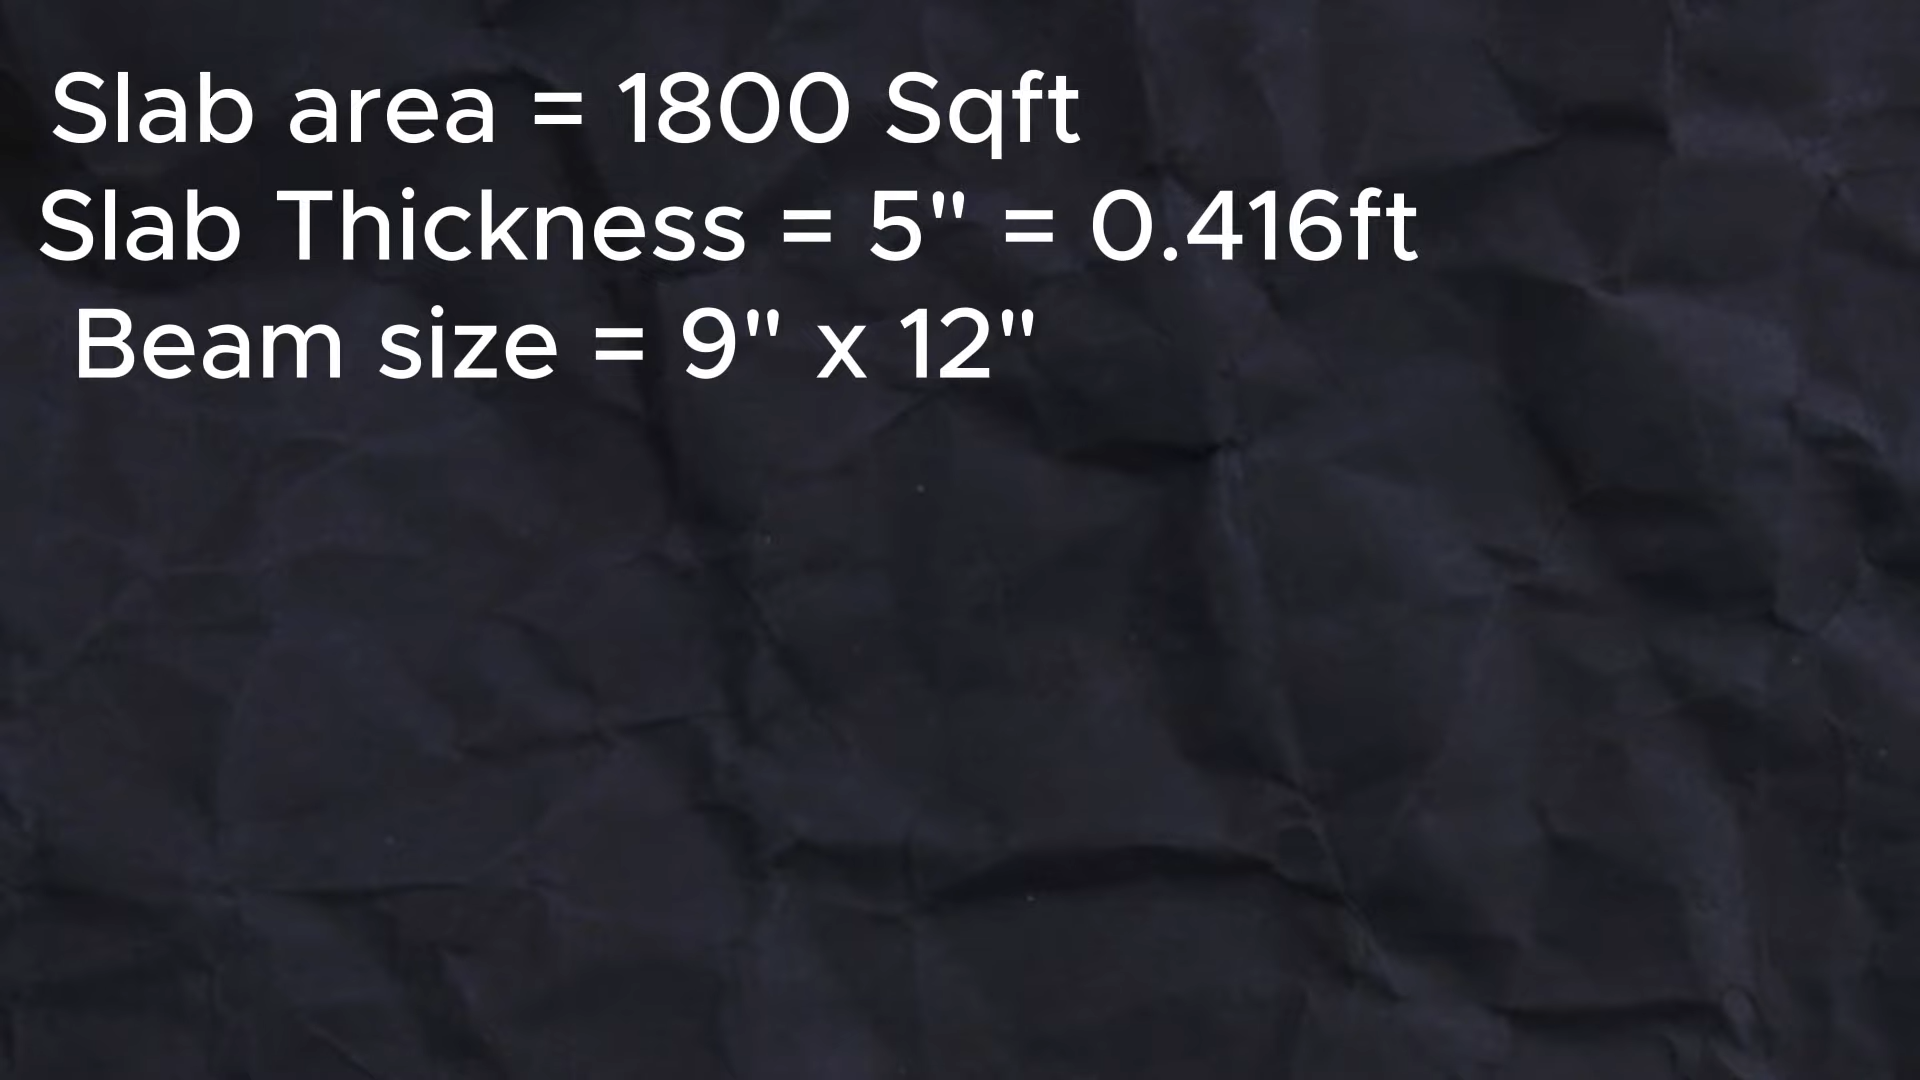 Slab area = 1800 Sqft
Slab Thickness = 5" = 0.416ft
Beam size = 9" x 12"